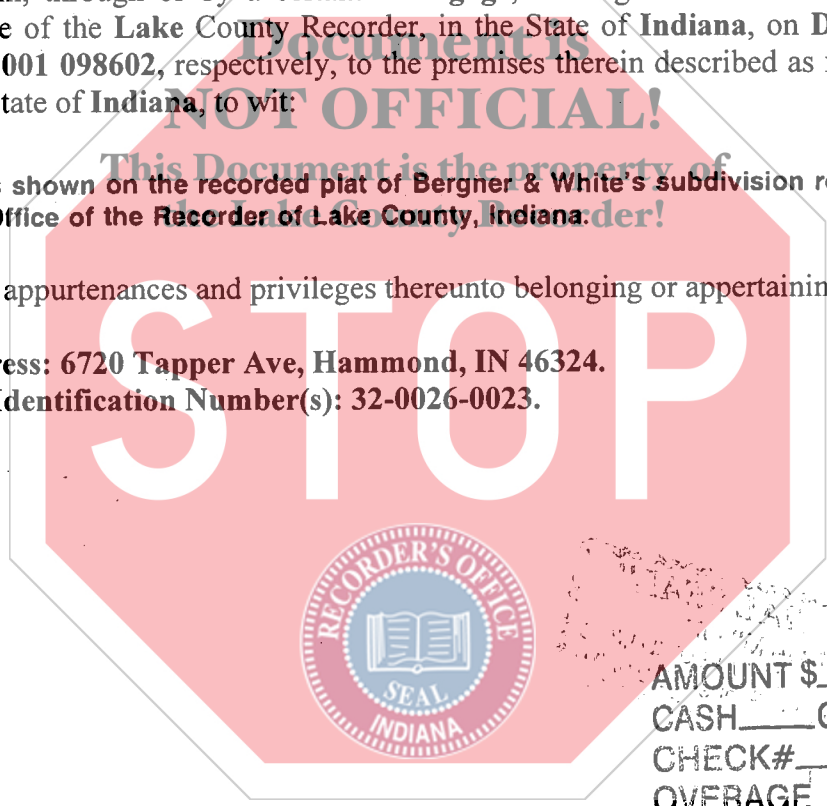 e of the Lake County Recorder, in the State of Indiana, on D
Document is
001 098602, respectively, to the premises therein described as
tate of Indiana, to wit:
NOT OFFICIAL!
This Document is the property of
s shown on the recorded plat of Bergner & White's subdivision re
the Lake County Recorder!
Office of the Recorder of Lake County, Indiana.
appurtenances and privileges thereunto belonging or appertainin
STOP
ess: 6720 Tapper Ave, Hammond, IN 46324.
Identification Number(s): 32-0026-0023.
RECORDER'S OFFICE
SEAL
INDIANA
AMOUNT $
CASH
CHECK#
OVERAGE